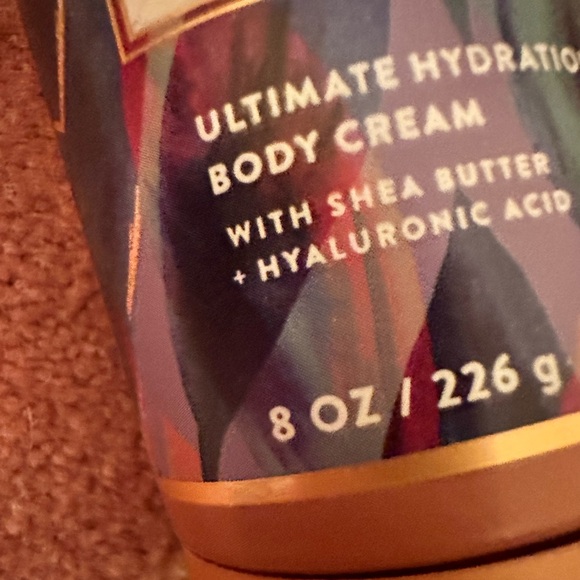 ULTIMATE HYDRATIO
BODY CREAM
WITH SHEA BUTTER
+ HYALURONIC ACID
8 OZ / 226 g